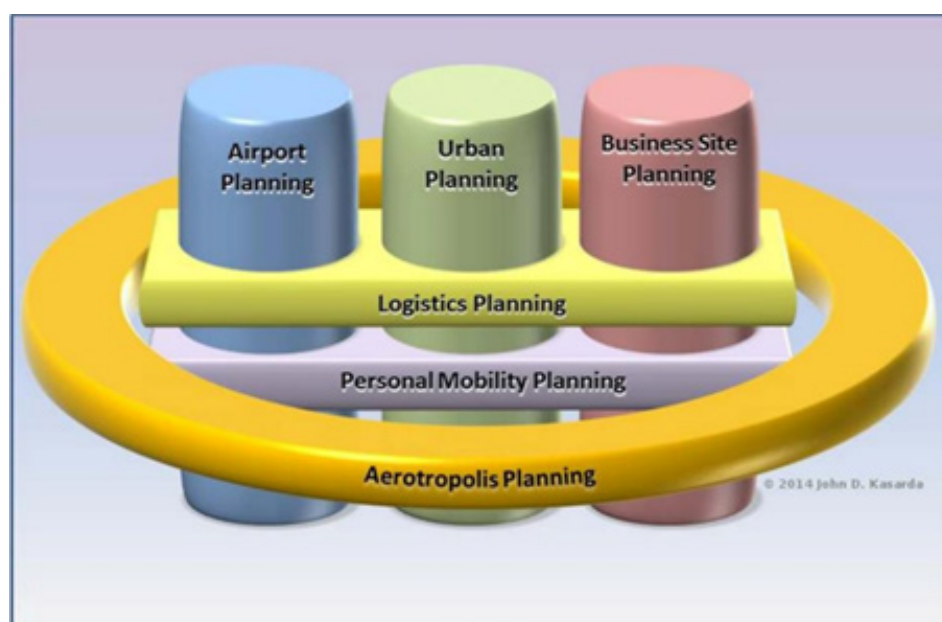 Airport
Planning
Urban
Planning
Business Site
Planning
Logistics Planning
Personal Mobility Planning
Aerotropolis Planning
© 2014 John D. Kasarda